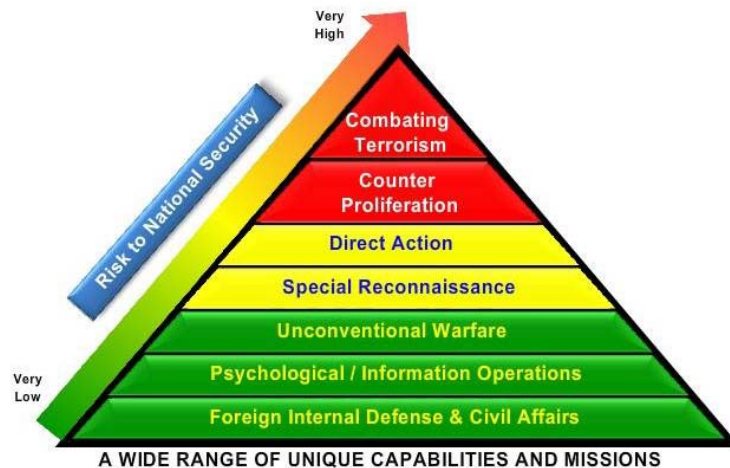 Very
High
Risk to National Security
Combating
Terrorism
Counter
Proliferation
Direct Action
Special Reconnaissance
Unconventional Warfare
Very
Low
Psychological / Information Operations
Foreign Internal Defense & Civil Affairs
A WIDE RANGE OF UNIQUE CAPABILITIES AND MISSIONS